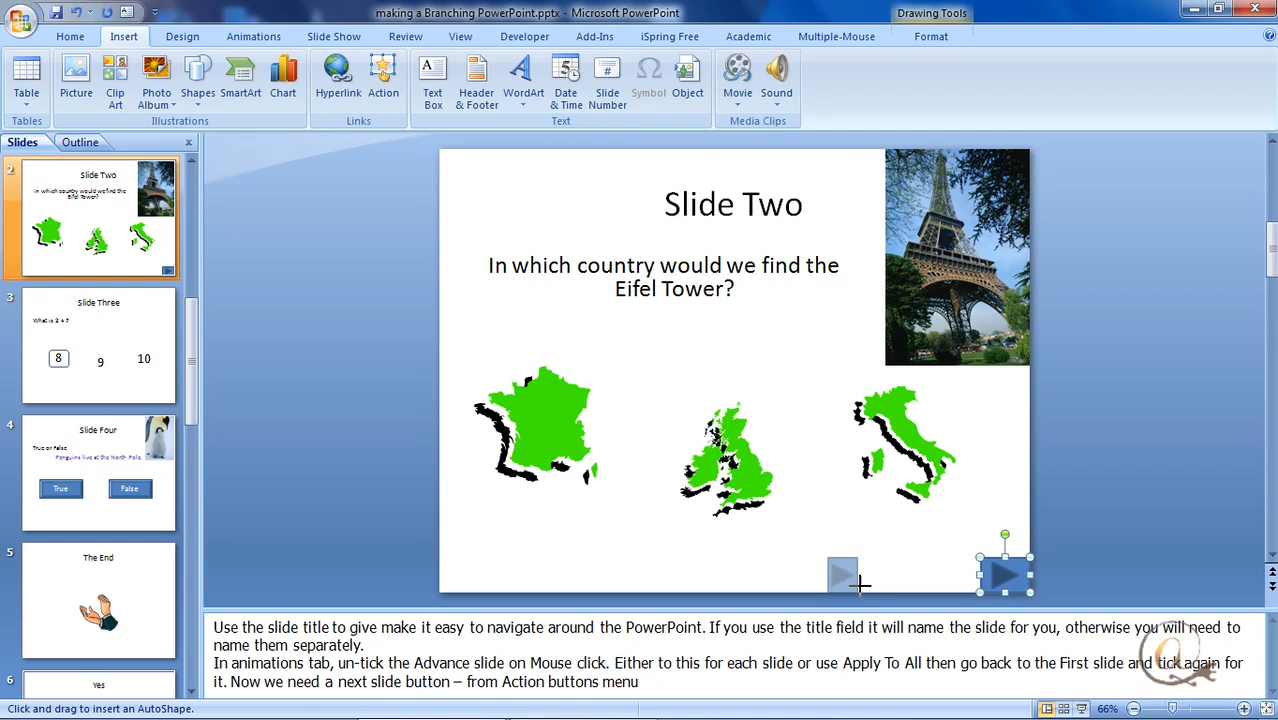 making a Branching PowerPoint.pptx - Microsoft PowerPoint
Drawing Tools
Home Insert Design Animations Slide Show Review View Developer Add-Ins iSpring Free Academic Multiple-Mouse Format
Table Picture Clip Art Photo Album Shapes SmartArt Chart Hyperlink Action Text Box Header & Footer WordArt Date & Time Slide Number Symbol Object Movie Sound
Tables Illustrations Links Text Media Clips
Slides Outline
2
Slide Two
In which country would we find the
Eifel Tower?
3
Slide Three
What is 2 + 7
8 9 10
4
Slide Four
True or False
Penguins live at the North Pole.
True False
5
The End
6
Yes
Slide Two
In which country would we find the
Eifel Tower?
Use the slide title to give make it easy to navigate around the PowerPoint. If you use the title field it will name the slide for you, otherwise you will need to
name them separately.
In animations tab, un-tick the Advance slide on Mouse click. Either to this for each slide or use Apply To All then go back to the First slide and tick again for
it. Now we need a next slide button – from Action buttons menu
Click and drag to insert an AutoShape.
66%